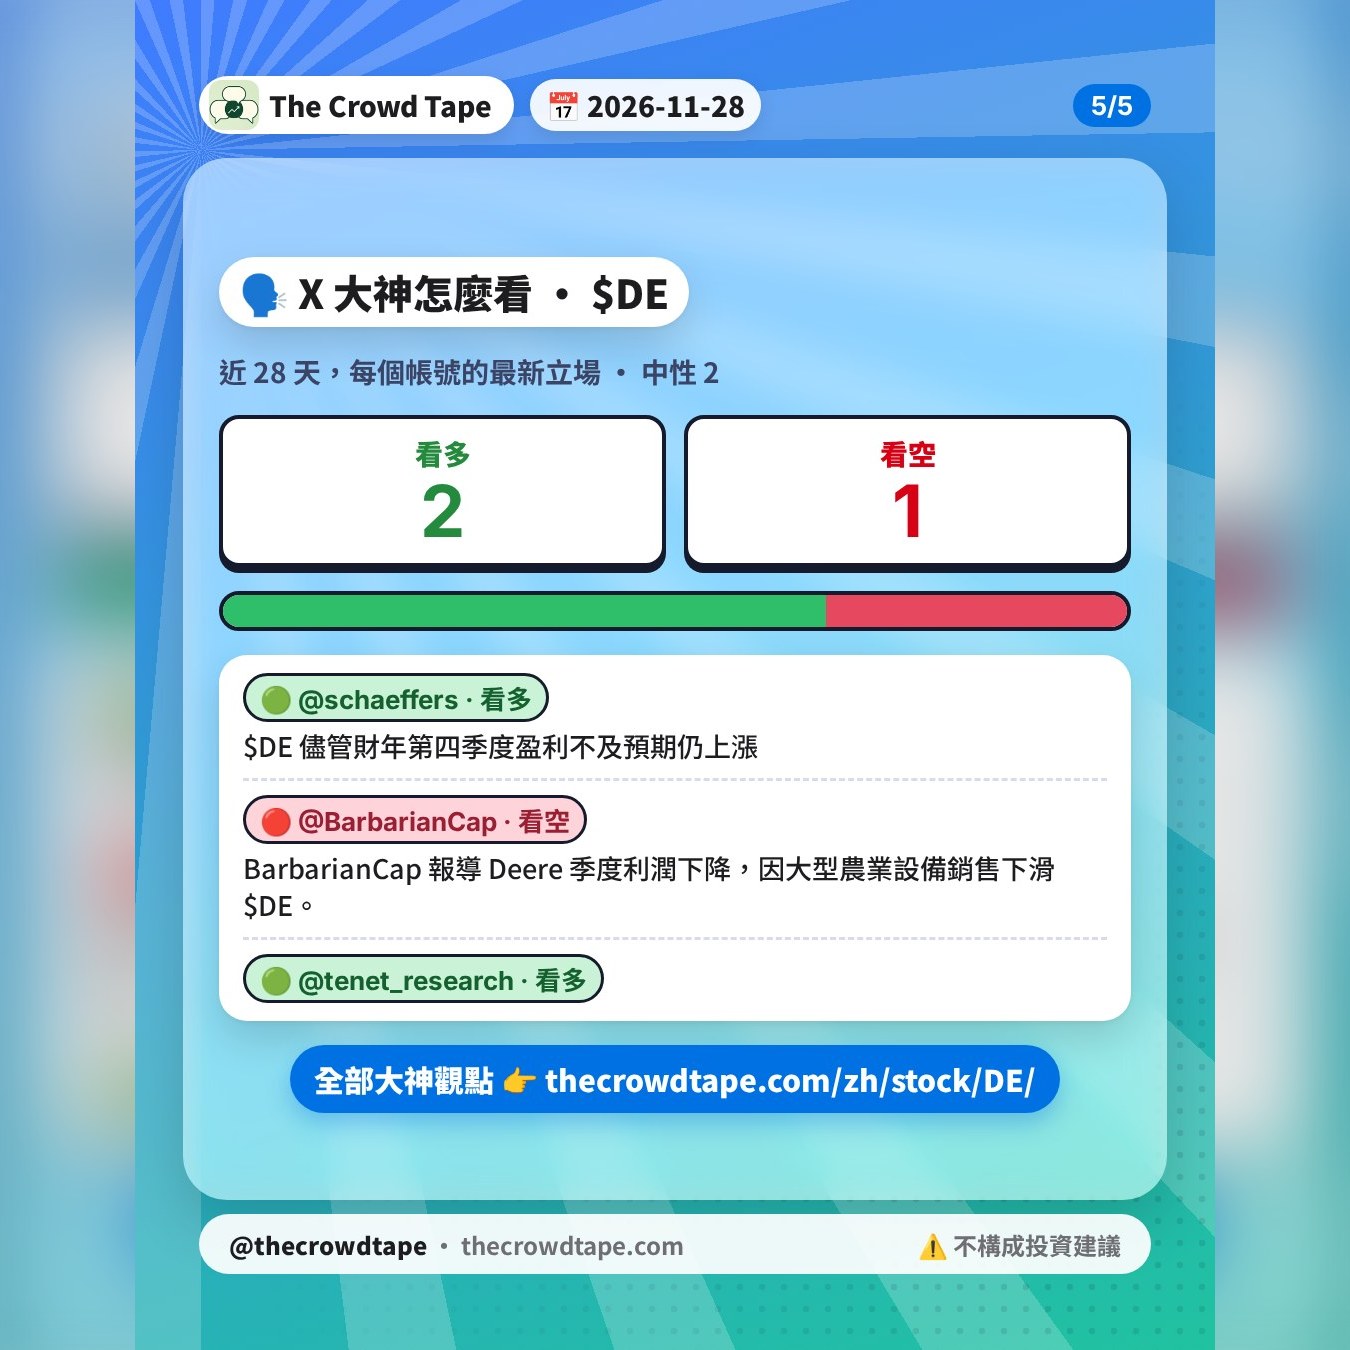 The Crowd Tape
📅 2026-11-28
5/5
🗣️ X 大神怎麼看 · $DE
近 28 天，每個帳號的最新立場 · 中性 2
看多
2
看空
1
🟢 @schaeffers · 看多
$DE 儘管財年第四季度盈利不及預期仍上漲
🔴 @BarbarianCap · 看空
BarbarianCap 報導 Deere 季度利潤下降，因大型農業設備銷售下滑
$DE。
🟢 @tenet_research · 看多
全部大神觀點 👉 thecrowdtape.com/zh/stock/DE/
@thecrowdtape · thecrowdtape.com
⚠️ 不構成投資建議